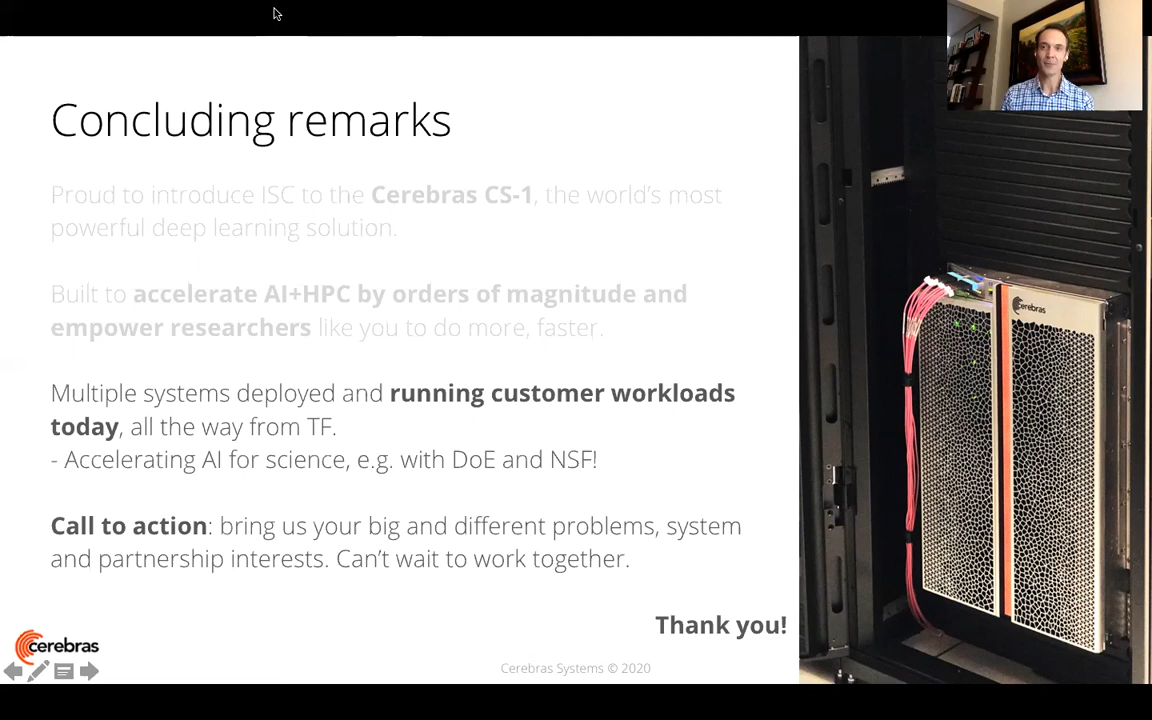 Concluding remarks
Proud to introduce ISC to the Cerebras CS-1, the world's most
powerful deep learning solution.
Built to accelerate AI+HPC by orders of magnitude and
empower researchers like you to do more, faster.
Multiple systems deployed and running customer workloads
today, all the way from TF.
- Accelerating AI for science, e.g. with DoE and NSF!
Call to action: bring us your big and different problems, system
and partnership interests. Can't wait to work together.
Thank you!
cerebras
Cerebras Systems © 2020
cerebras